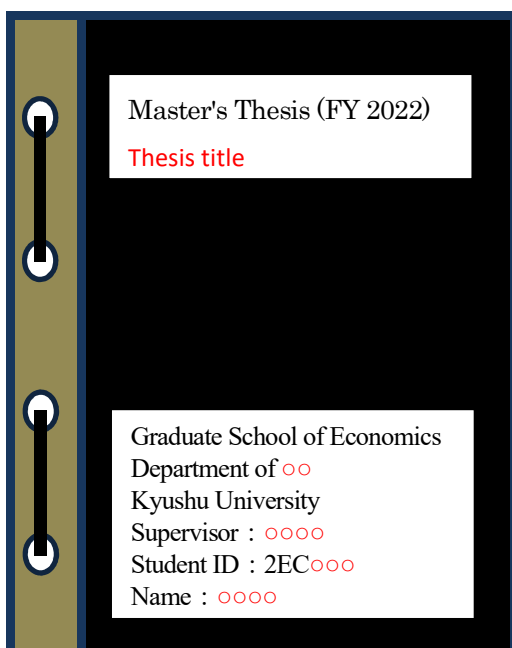 Master's Thesis (FY 2022)
Thesis title
Graduate School of Economics
Department of ○○
Kyushu University
Supervisor：○○○○
Student ID：2EC○○○
Name：○○○○